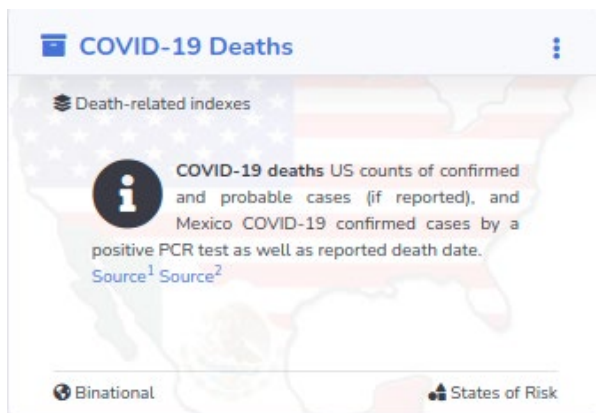 COVID-19 Deaths
Death-related indexes
COVID-19 deaths US counts of confirmed
and probable cases (if reported), and
Mexico COVID-19 confirmed cases by a
positive PCR test as well as reported death date.
Source1 Source2
Binational States of Risk